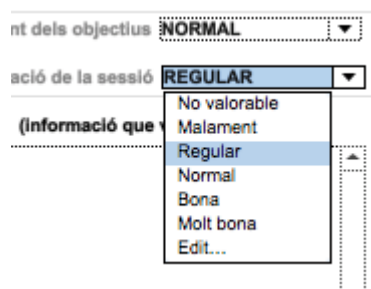 nt dels objectius NORMAL
ació de la sessió REGULAR
No valorable
(informació que
Malament
Regular
Normal
Bona
Molt bona
Edit...